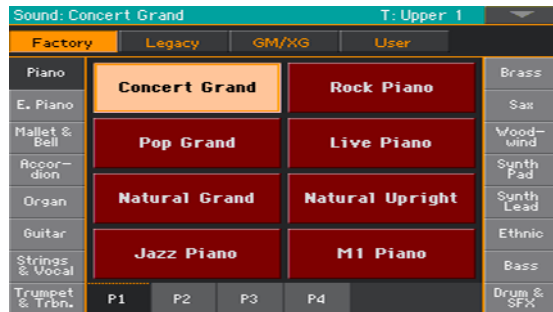 Sound: Concert Grand T: Upper 1
Factory Legacy GM/XG User
Piano
E. Piano
Mallet &
Bell
Accor-
dion
Organ
Guitar
Strings
& Vocal
Trumpet
& Trbn.
Concert Grand Rock Piano
Pop Grand Live Piano
Natural Grand Natural Upright
Jazz Piano M1 Piano
Brass
Sax
Wood-
wind
Synth
Pad
Synth
Lead
Ethnic
Bass
Drum &
SFX
P1 P2 P3 P4